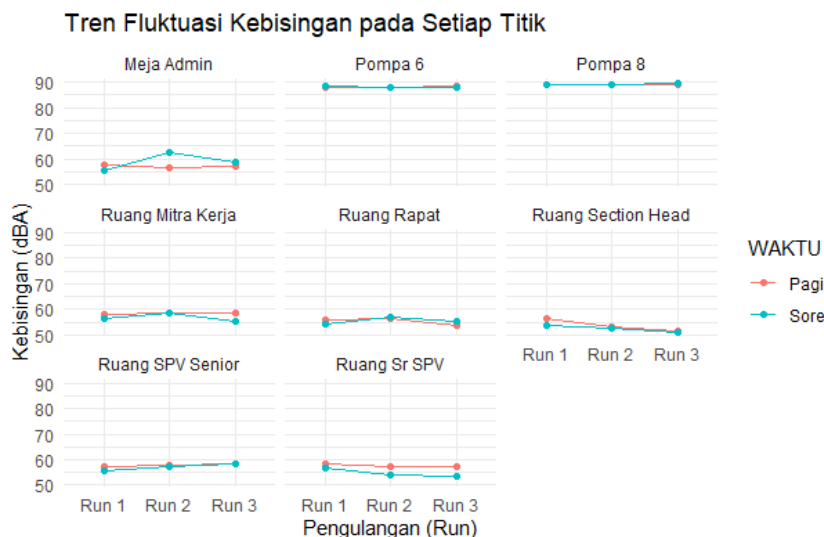 Tren Fluktuasi Kebisingan pada Setiap Titik
Meja Admin
Pompa 6
Pompa 8
90
80
70
60
50
Ruang Mitra Kerja
Ruang Rapat
Ruang Section Head
90
80
70
60
50
Run 1 Run 2 Run 3
Ruang SPV Senior
Ruang Sr SPV
90
80
70
60
50
Run 1 Run 2 Run 3
Run 1 Run 2 Run 3
Pengulangan (Run)
Kebisingan (dBA)
WAKTU
Pagi
Sore